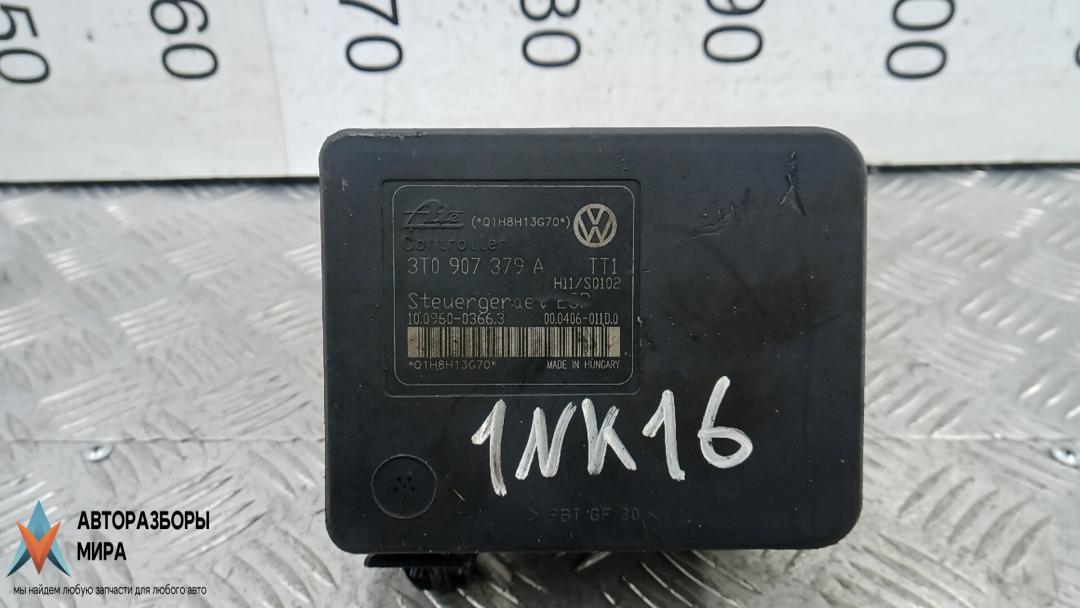 50 60 70 80 90 00
Ate (*Q1H8H13G70*)
Controller
3T0 907 379 A TT1
H11/S0102
Steuergeraet ESP
10.0960-0366.3 00.0406-011D.0
*Q1H8H13G70* MADE IN HUNGARY
1NK16
>PBT GF 30<
АВТОРАЗБОРЫ
МИРА
мы найдем любую запчасти для любого авто